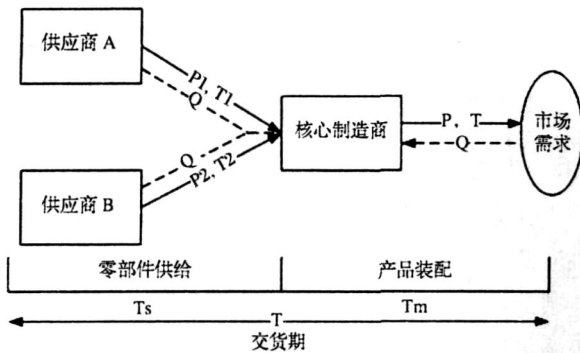 供应商 A
P1, T1
Q
核心制造商
P、T
Q
市场
需求
Q
P2, T2
供应商 B
零部件供给
产品装配
Ts
T
Tm
交货期